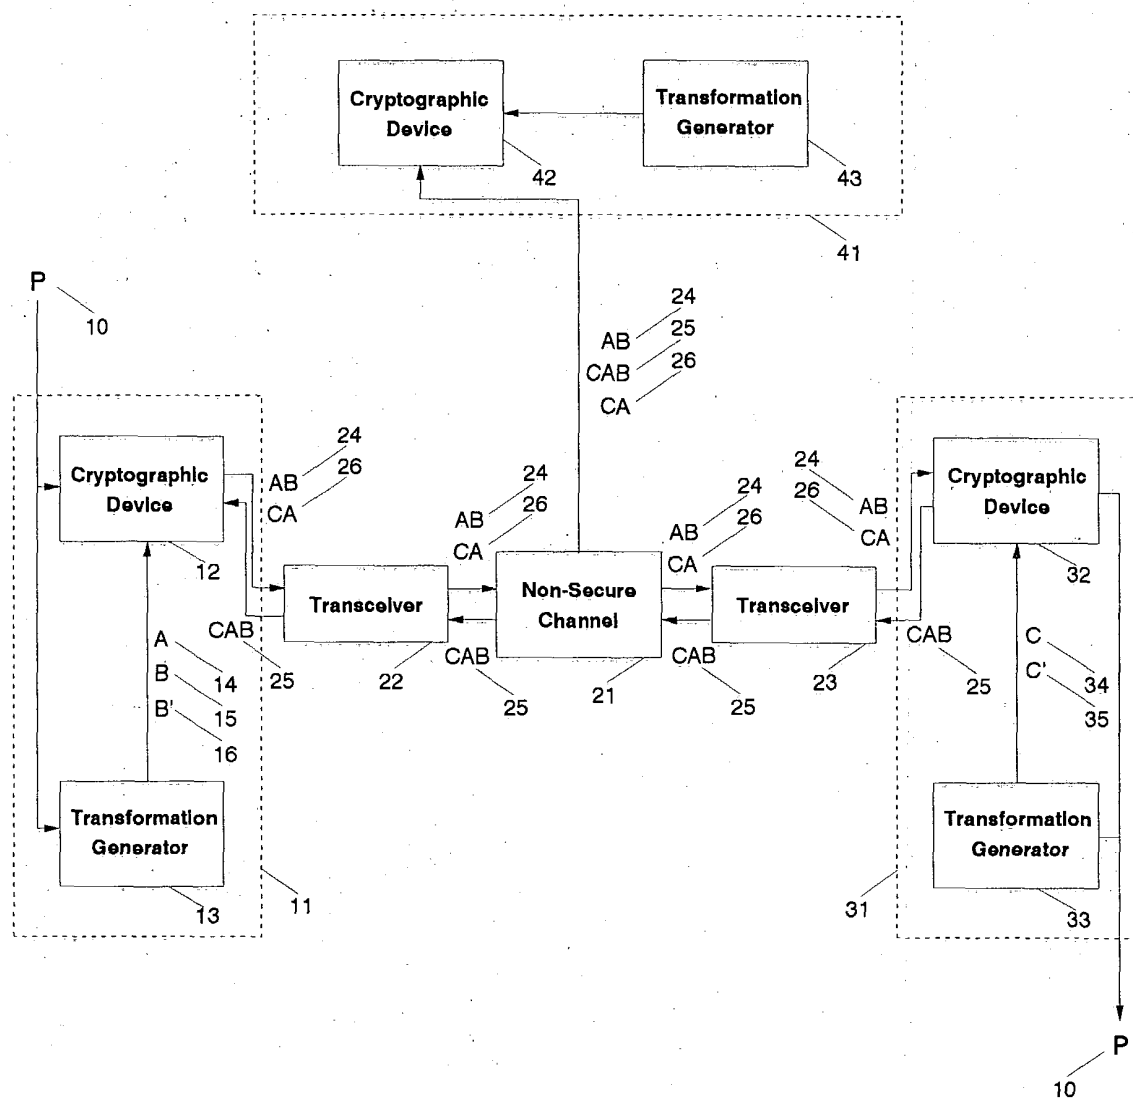 Cryptographic
Device
42
Transformation
Generator
43
41
P
10
AB
24
CAB
25
CA
26
Cryptographic
Device
12
AB
24
CA
26
CAB
25
A
14
B
15
B'
16
Transformation
Generator
13
11
Transceiver
22
AB
24
CA
26
CAB
25
Non-Secure
Channel
21
AB
24
CA
26
CAB
25
Transceiver
23
24
AB
26
CA
CAB
25
Cryptographic
Device
32
C
34
C'
35
Transformation
Generator
33
31
P
10